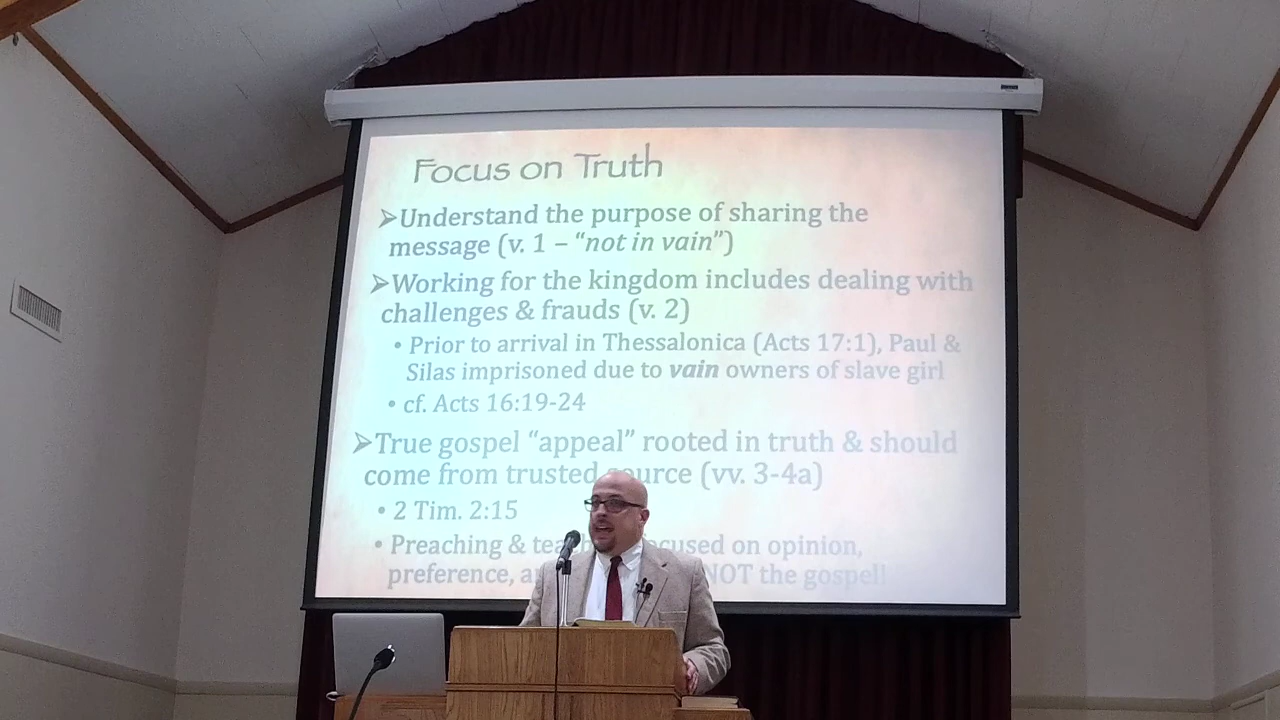 Focus on Truth
➤Understand the purpose of sharing the
message (v. 1 – “not in vain”)
➤Working for the kingdom includes dealing with
challenges & frauds (v. 2)
• Prior to arrival in Thessalonica (Acts 17:1), Paul &
Silas imprisoned due to vain owners of slave girl
• cf. Acts 16:19-24
➤True gospel “appeal” rooted in truth & should
come from trusted source (vv. 3-4a)
• 2 Tim. 2:15
• Preaching & focused on opinion,
preference, NOT the gospel!